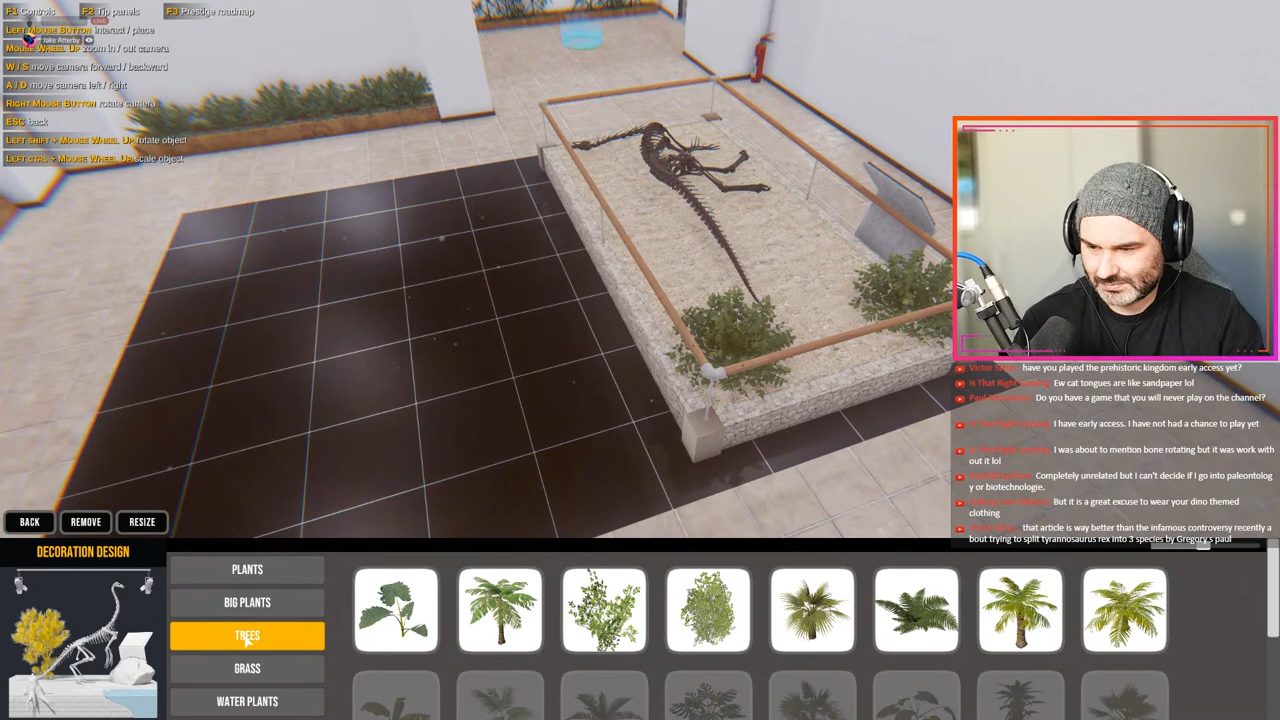 F1 Controls F2 Tip panels F3 Prestige roadmap
LIVE
LEFT MOUSE BUTTON interact / place
Jake Atterby
MOUSE WHEEL UP zoom in / out camera
W / S move camera forward / backward
A / D move camera left / right
RIGHT MOUSE BUTTON rotate camera
ESC back
LEFT SHIFT + MOUSE WHEEL UP rotate object
LEFT CTRL + MOUSE WHEEL UP scale object
have you played the prehistoric kingdom early access yet?
Is That Right Gaming: Ew cat tongues are like sandpaper lol
Do you have a game that you will never play on the channel?
I have early access. I have not had a chance to play yet
I was about to mention bone rotating but it was work with
out it lol
Completely unrelated but I can't decide if I go into paleontolog
y or biotechnologie.
But it is a great excuse to wear your dino themed
clothing
that article is way better than the infamous controversy recently a
bout trying to split tyrannosaurus rex into 3 species by Gregory s paul
BACK REMOVE RESIZE
DECORATION DESIGN
PLANTS
BIG PLANTS
TREES
GRASS
WATER PLANTS